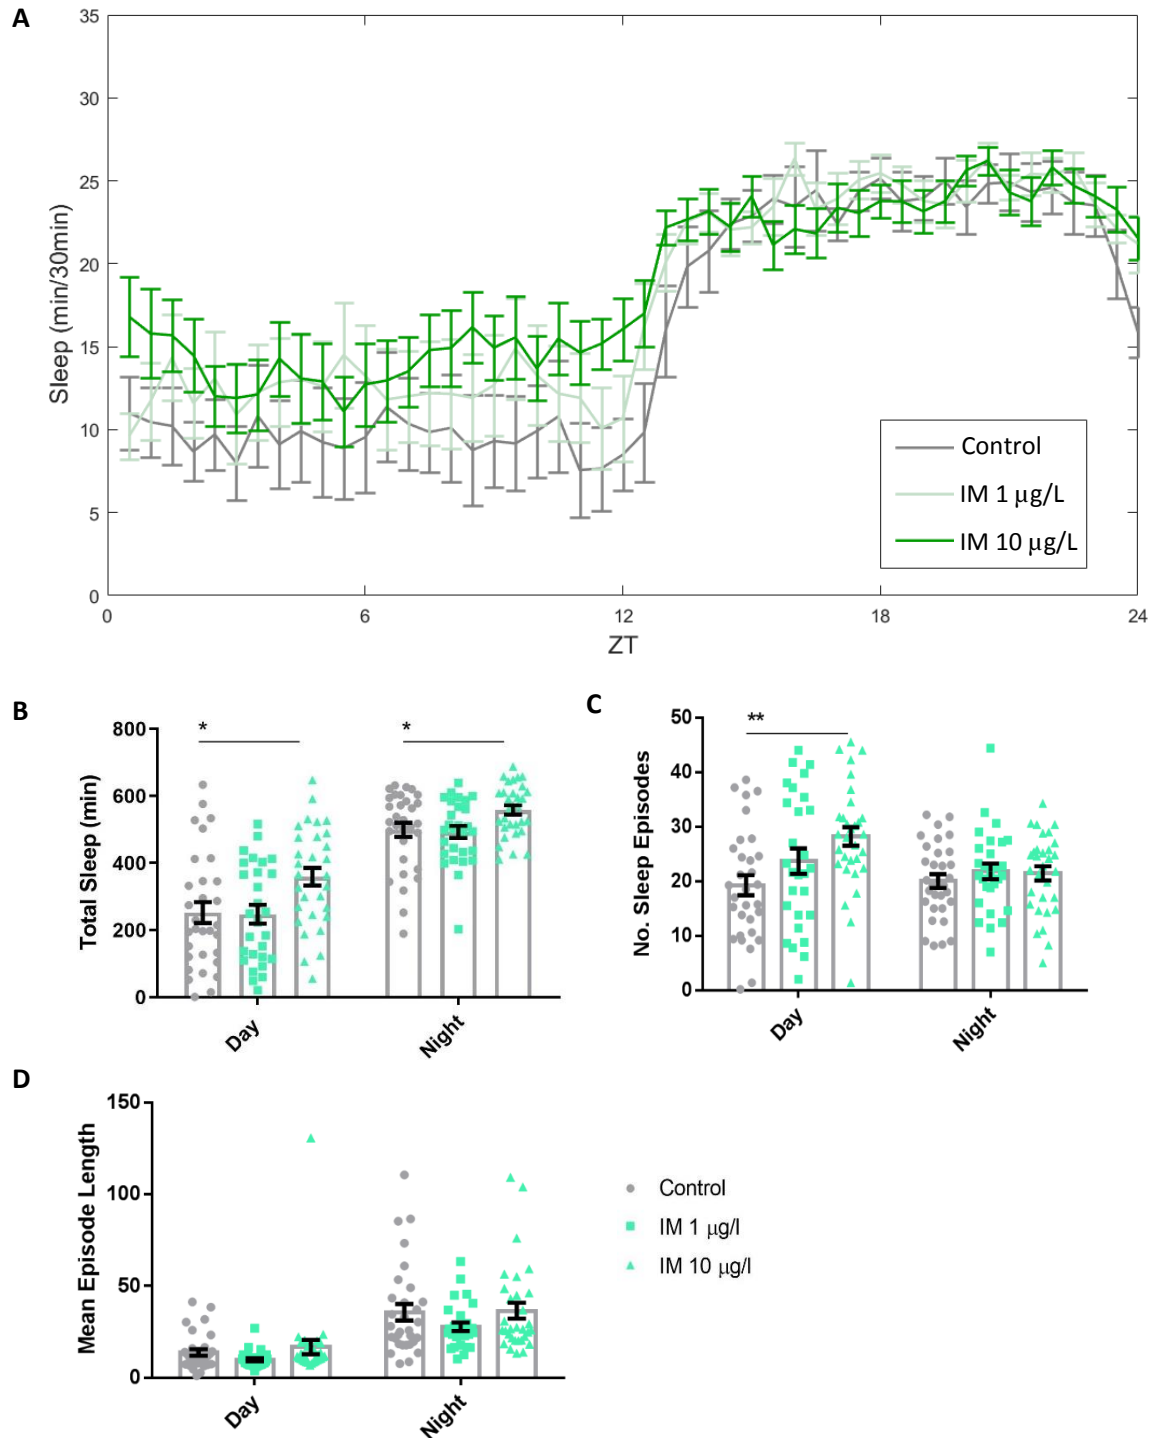 A
35
30
25
20
15
10
5
0
Sleep (min/30min)
0 6 12 18 24
ZT
Control
IM 1 μg/L
IM 10 μg/L
B
800
600
400
200
0
Total Sleep (min)
* *
Day Night
C
50
40
30
20
10
0
No. Sleep Episodes
**
Day Night
D
150
100
50
0
Mean Episode Length
Day Night
Control
IM 1 μg/l
IM 10 μg/l